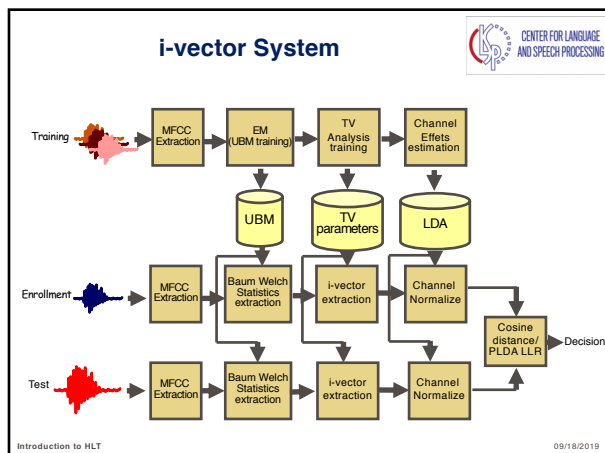 i-vector System
CLSP
CENTER FOR LANGUAGE
AND SPEECH PROCESSING
Training
MFCC
Extraction
EM
(UBM training)
TV
Analysis
training
Channel
Effets
estimation
UBM
TV
parameters
LDA
Enrollment
MFCC
Extraction
Baum Welch
Statistics
extraction
i-vector
extraction
Channel
Normalize
Cosine
distance/
PLDA LLR
Decision
Test
MFCC
Extraction
Baum Welch
Statistics
extraction
i-vector
extraction
Channel
Normalize
Introduction to HLT
09/18/2019